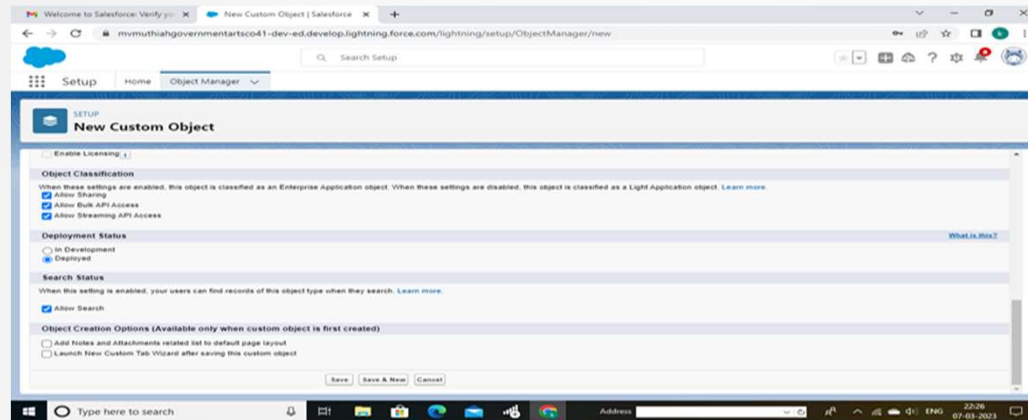 Welcome to Salesforce: Verify yo
New Custom Object | Salesforce
mvmuthiahgovernmentartsco41-dev-ed.develop.lightning.force.com/lightning/setup/ObjectManager/new
Search Setup
Setup
Home
Object Manager
SETUP
New Custom Object
Enable Licensing
Object Classification
When these settings are enabled, this object is classified as an Enterprise Application object. When these settings are disabled, this object is classified as a Light Application object. Learn more.
Allow Sharing
Allow Bulk API Access
Allow Streaming API Access
Deployment Status
What is this?
In Development
Deployed
Search Status
When this setting is enabled, your users can find records of this object type when they search. Learn more.
Allow Search
Object Creation Options (Available only when custom object is first created)
Add Notes and Attachments related list to default page layout
Launch New Custom Tab Wizard after saving this custom object
Save
Save & New
Cancel
Type here to search
Address
ENG
22:26
07-03-2023